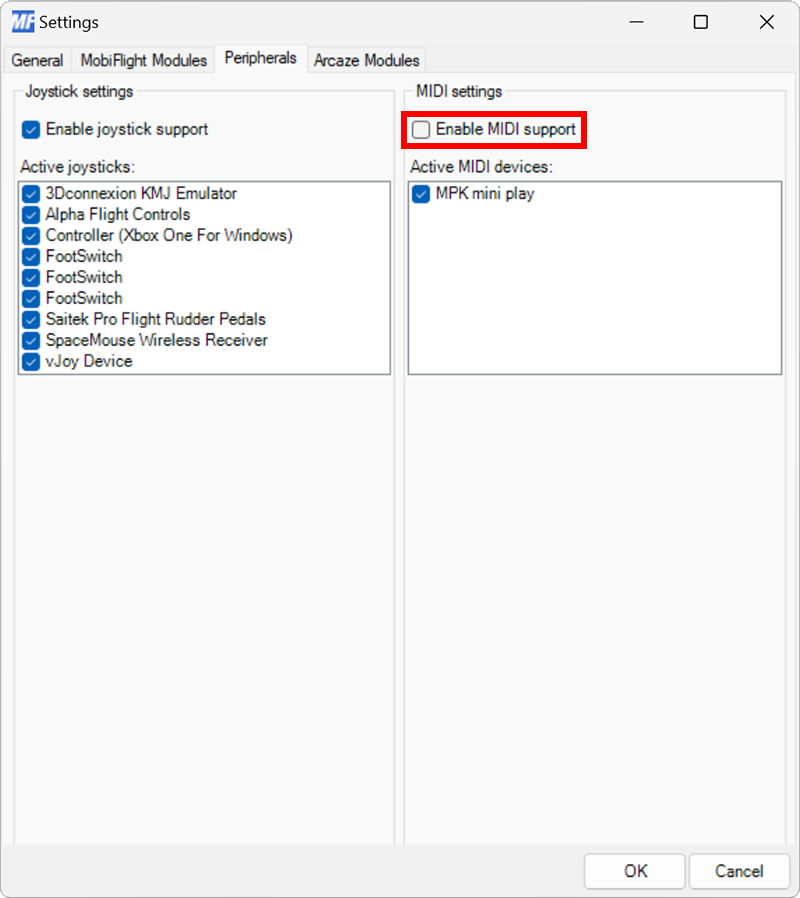 MF Settings
General MobiFlight Modules Peripherals Arcaze Modules
Joystick settings
Enable joystick support
Active joysticks:
3Dconnexion KMJ Emulator
Alpha Flight Controls
Controller (Xbox One For Windows)
FootSwitch
FootSwitch
FootSwitch
Saitek Pro Flight Rudder Pedals
SpaceMouse Wireless Receiver
vJoy Device
MIDI settings
Enable MIDI support
Active MIDI devices:
MPK mini play
OK Cancel